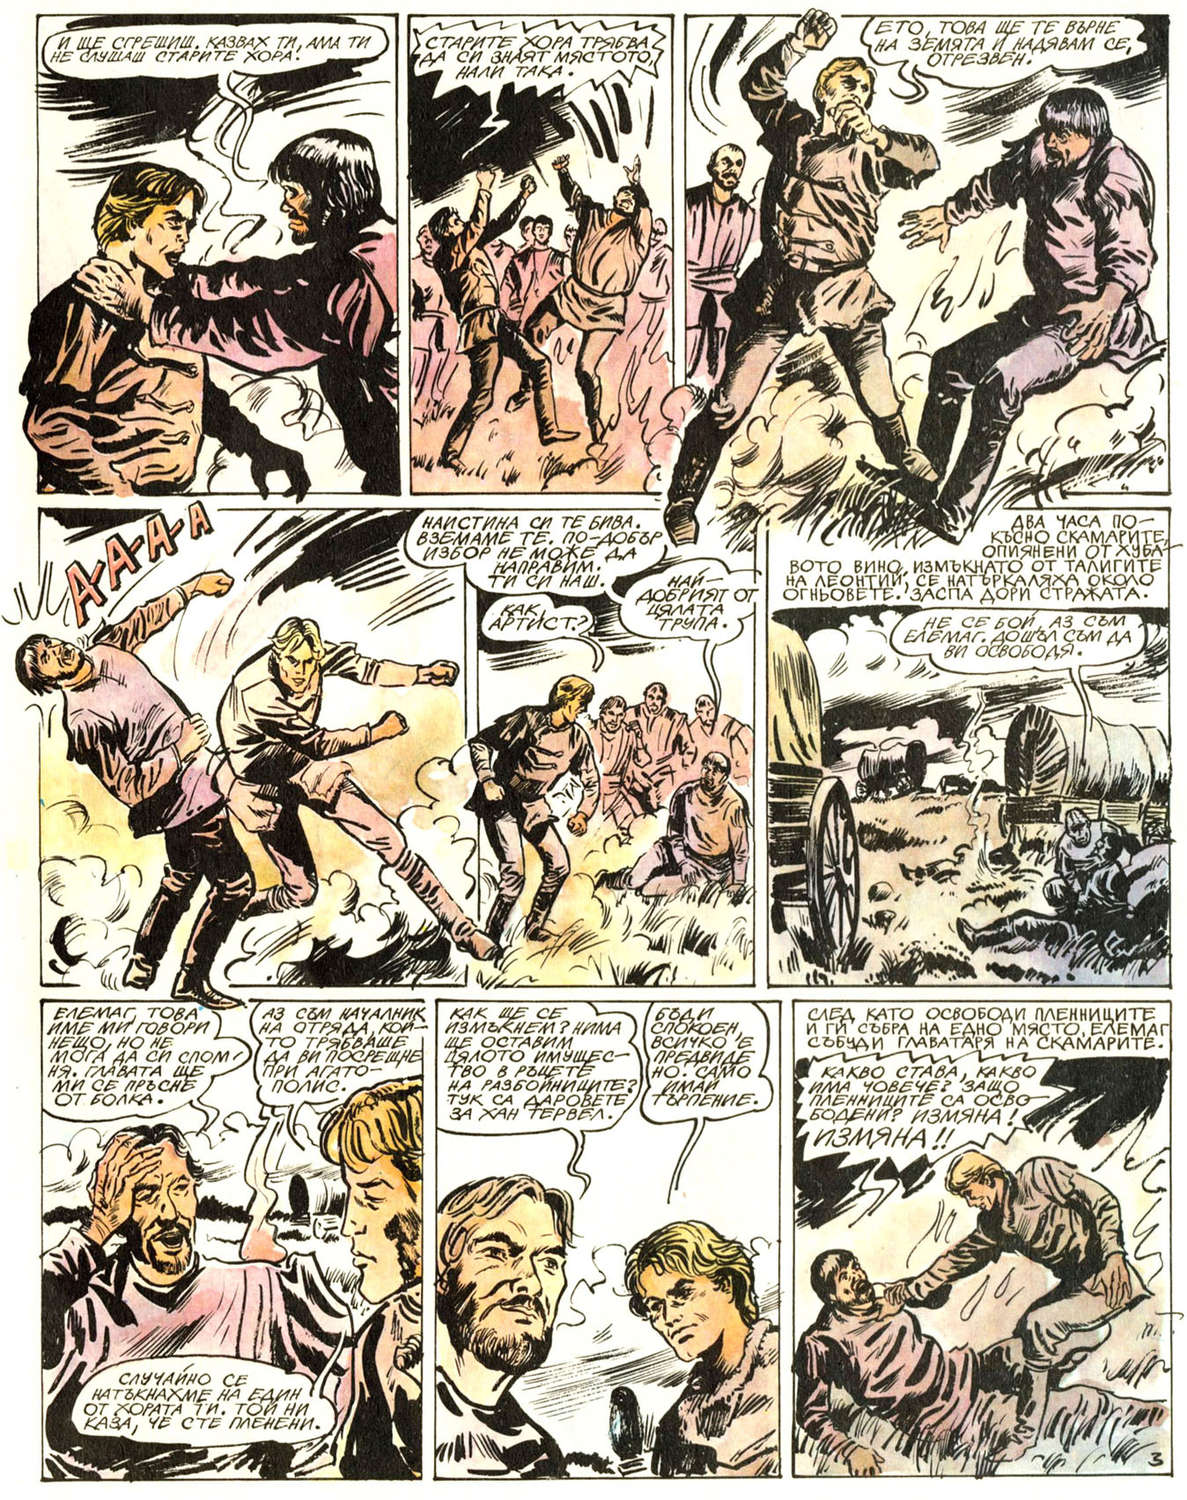 И ЩЕ СГРЕШИШ. КАЗВАХ ТИ, АМА ТИ
НЕ СЛУШАШ СТАРИТЕ ХОРА.
СТАРИТЕ ХОРА ТРЯБВА
ДА СИ ЗНАЯТ МЯСТОТО,
НАЛИ ТАКА.
ЕТО, ТОВА ЩЕ ТЕ ВЪРНЕ
НА ЗЕМЯТА И НАДЯВАМ СЕ,
ОТРЕЗВЕН.
А-А-А-А
НАИСТИНА СИ ТЕ БИВА.
ВЗЕМАМЕ ТЕ. ПО-ДОБЪР
ИЗБОР НЕ МОЖЕ ДА
НАПРАВИМ.
ТИ СИ НАШ.
КАК,
АРТИСТ?
НАЙ-
ДОБРИЯТ ОТ
ЦЯЛАТА
ТРУПА.
ДВА ЧАСА ПО-
КЪСНО СКАМАРИТЕ,
ОПИЯНЕНИ ОТ ХУБА-
ВОТО ВИНО, ИЗМЪКНАТО ОТ ТАЛИГИТЕ
НА ЛЕОНТИЙ, СЕ НАТЪРКАЛЯХА ОКОЛО
ОГНЬОВЕТЕ. ЗАСПА ДОРИ СТРАЖАТА.
НЕ СЕ БОЙ, АЗ СЪМ
ЕЛЕМАГ. ДОШЪЛ СЪМ ДА
ВИ ОСВОБОДЯ.
ЕЛЕМАГ, ТОВА
ИМЕ МИ ГОВОРИ
НЕЩО, НО НЕ
МОГА ДА СИ СПОМ-
НЯ. ГЛАВАТА ЩЕ
МИ СЕ ПРЪСНЕ
ОТ БОЛКА.
АЗ СЪМ НАЧАЛНИК
НА ОТРЯДА, КОЙ-
ТО ТРЯБВАШЕ
ДА ВИ ПОСРЕЩНЕ
ПРИ АГАТО-
ПОЛИС.
СЛУЧАЙНО СЕ
НАТЪКНАХМЕ НА ЕДИН
ОТ ХОРАТА ТИ. ТОЙ НИ
КАЗА, ЧЕ СТЕ ПЛЕНЕНИ.
КАК ЩЕ СЕ
ИЗМЪКНЕМ? НИМА
ЩЕ ОСТАВИМ
ЦЯЛОТО ИМУЩЕС-
ТВО В РЪЦЕТЕ
НА РАЗБОЙНИЦИТЕ?
ТУК СА ДАРОВЕТЕ
ЗА ХАН ТЕРВЕЛ.
БЪДИ
СПОКОЕН,
ВСИЧКО Е
ПРЕДВИДЕ-
НО. САМО
ИМАЙ
ТЪРПЕНИЕ.
СЛЕД КАТО ОСВОБОДИ ПЛЕННИЦИТЕ
И ГИ СЪБРА НА ЕДНО МЯСТО, ЕЛЕМАГ
СЪБУДИ ГЛАВАТАРЯ НА СКАМАРИТЕ.
КАКВО СТАВА, КАКВО
ИМА ЧОВЕЧЕ? ЗАЩО
ПЛЕННИЦИТЕ СА ОСВО-
БОДЕНИ? ИЗМЯНА!
ИЗМЯНА!!
3